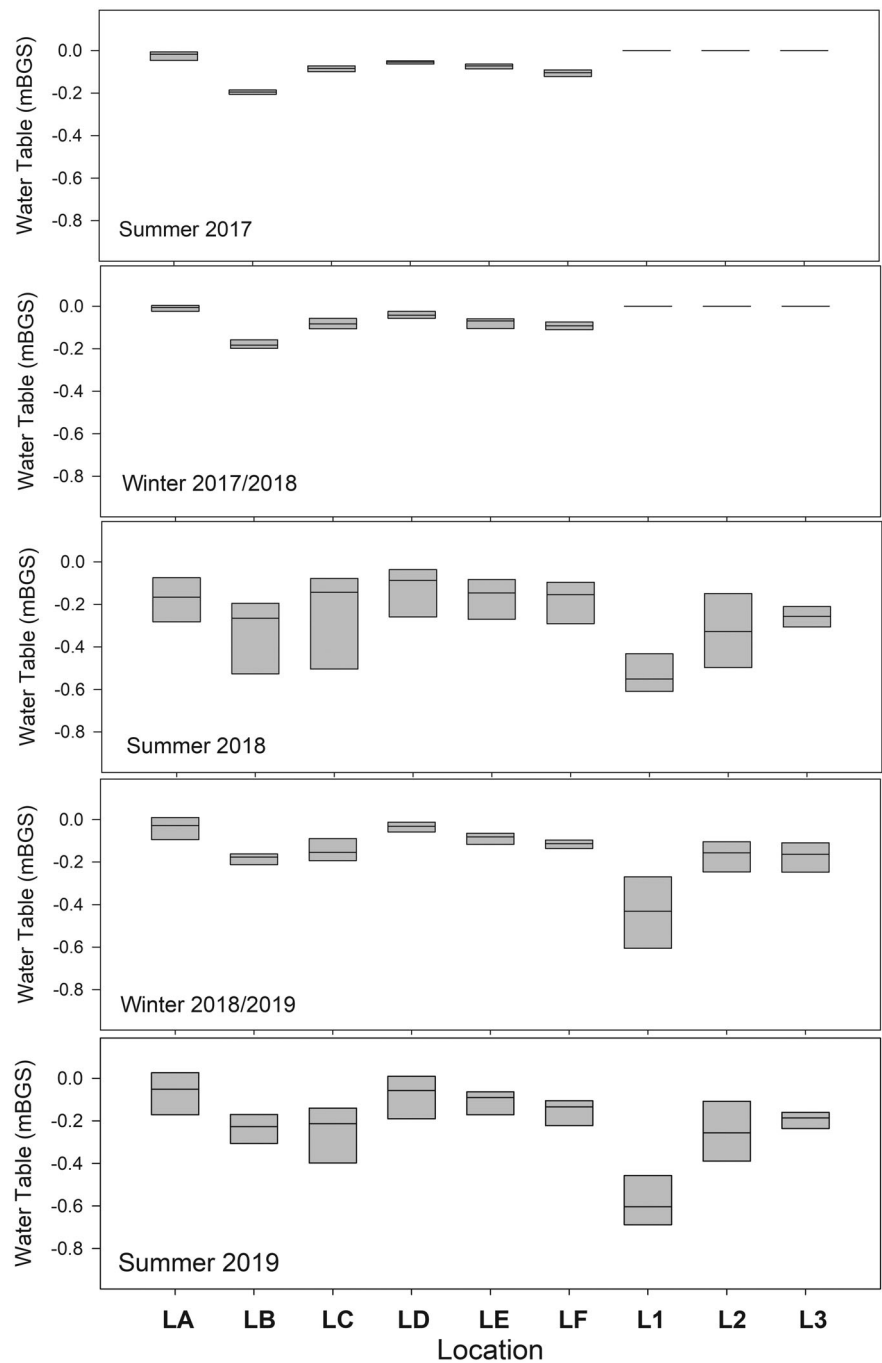 Water Table (mBGS)
0.0
-0.2
-0.4
-0.6
-0.8
Summer 2017
Water Table (mBGS)
0.0
-0.2
-0.4
-0.6
-0.8
Winter 2017/2018
Water Table (mBGS)
0.0
-0.2
-0.4
-0.6
-0.8
Summer 2018
Water Table (mBGS)
0.0
-0.2
-0.4
-0.6
-0.8
Winter 2018/2019
Water Table (mBGS)
0.0
-0.2
-0.4
-0.6
-0.8
Summer 2019
LA LB LC LD LE LF L1 L2 L3
Location